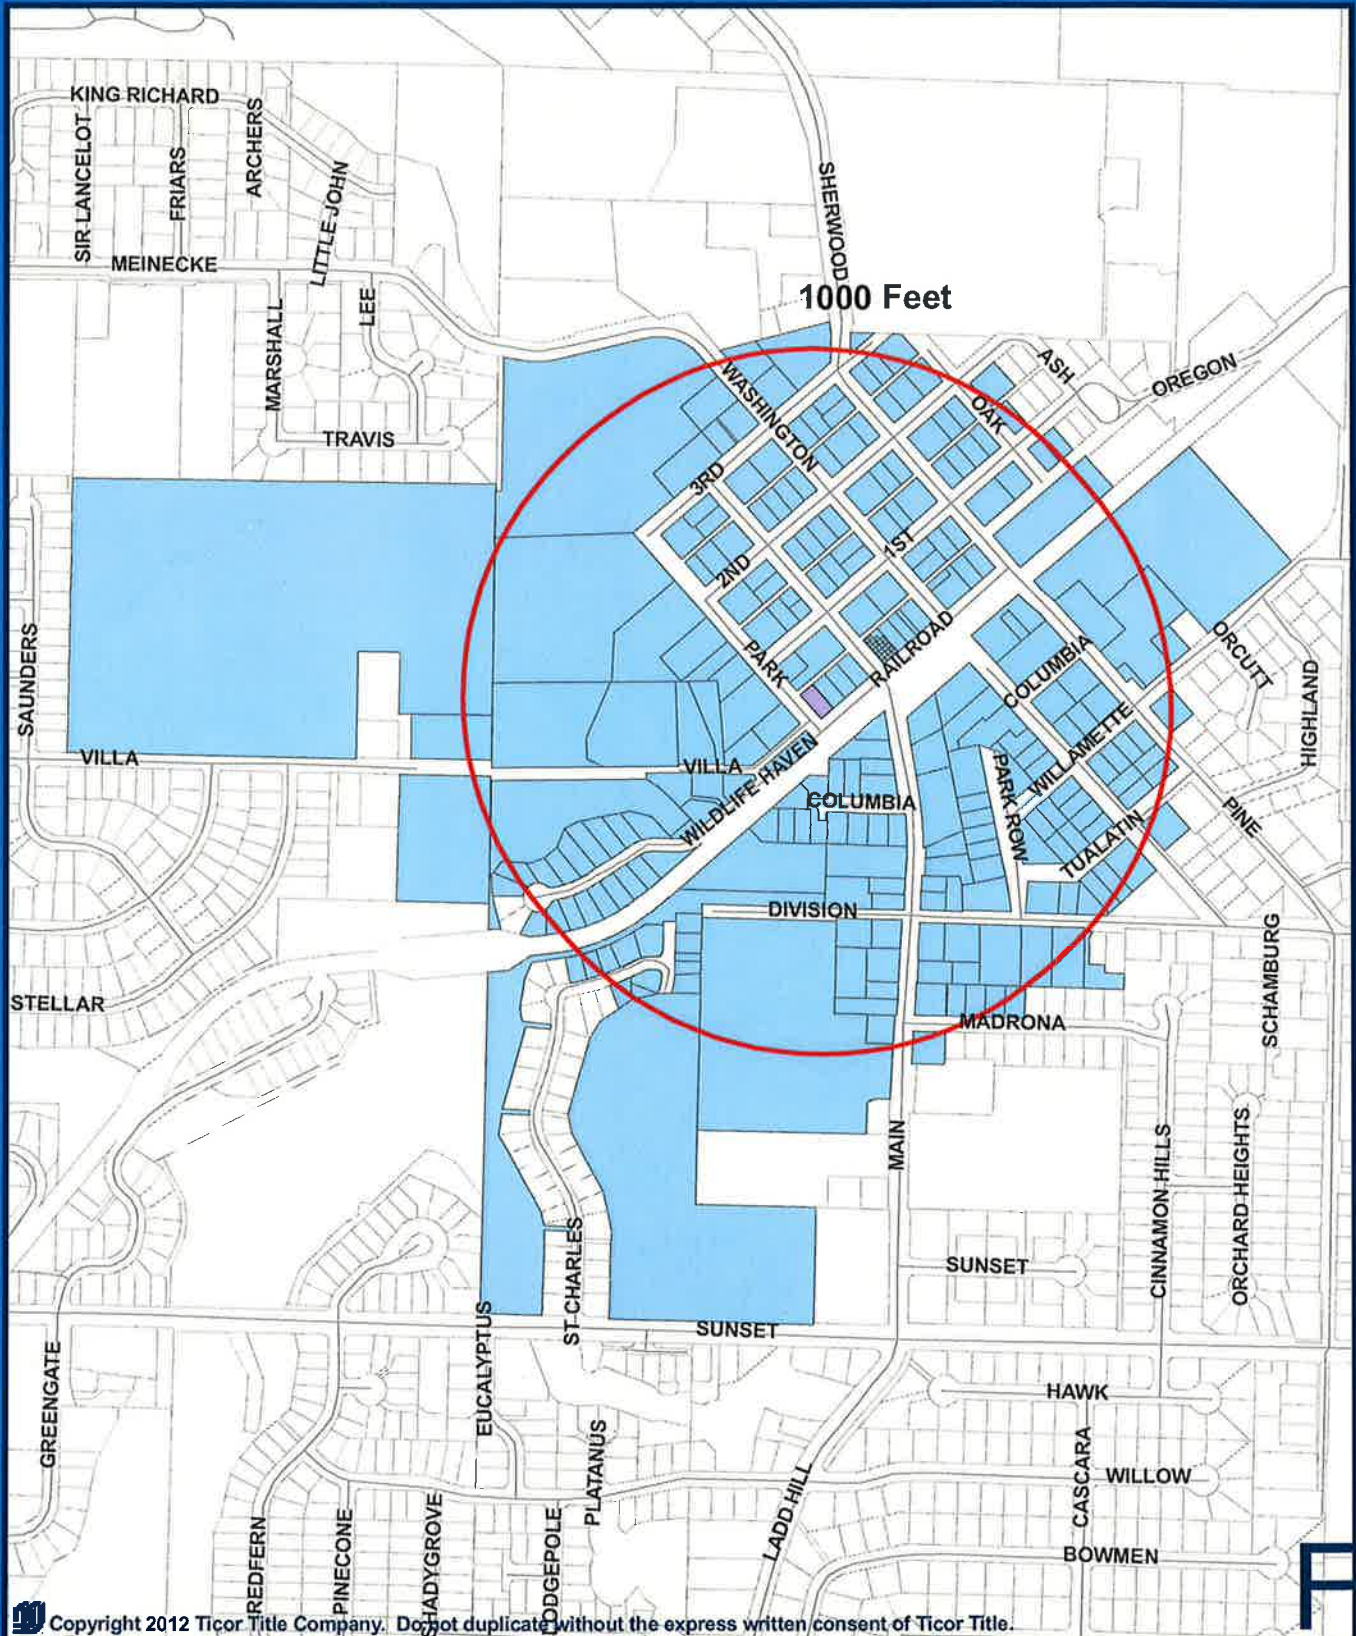 KING RICHARD
SIR LANCELOT
FRIARS
ARCHERS
LITTLE JOHN
SHERWOOD
MEINECKE
MARSHALL
LEE
1000 Feet
TRAVIS
WASHINGTON
ASH
OREGON
OAK
3RD
1ST
2ND
SAUNDERS
PARK
RAILROAD
ORCUTT
COLUMBIA
HIGHLAND
VILLA
VILLA
WILLAMETTE
WILDLIFE HAVEN
COLUMBIA
PARK ROW
PINE
TUALATIN
DIVISION
SCHAMBURG
STELLAR
MADRONA
MAIN
CINNAMON HILLS
ORCHARD HEIGHTS
ST CHARLES
SUNSET
SUNSET
EUCALYPTUS
GREENGATE
HAWK
PLATANUS
CASCARA
WILLOW
LADD HILL
REDFERN
PINECONE
SHADYGROVE
LODGEPOLE
BOWMEN
Copyright 2012 Ticor Title Company. Do not duplicate without the express written consent of Ticor Title.